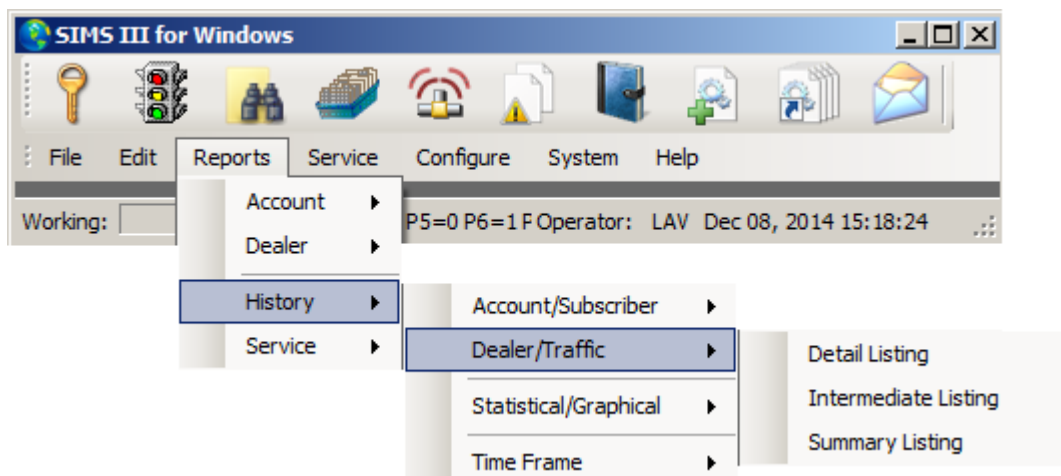 SIMS III for Windows
File Edit Reports Service Configure System Help
Working: P5=0 P6=1 F Operator: LAV Dec 08, 2014 15:18:24
Account
Dealer
History
Service
Account/Subscriber
Dealer/Traffic
Statistical/Graphical
Time Frame
Detail Listing
Intermediate Listing
Summary Listing